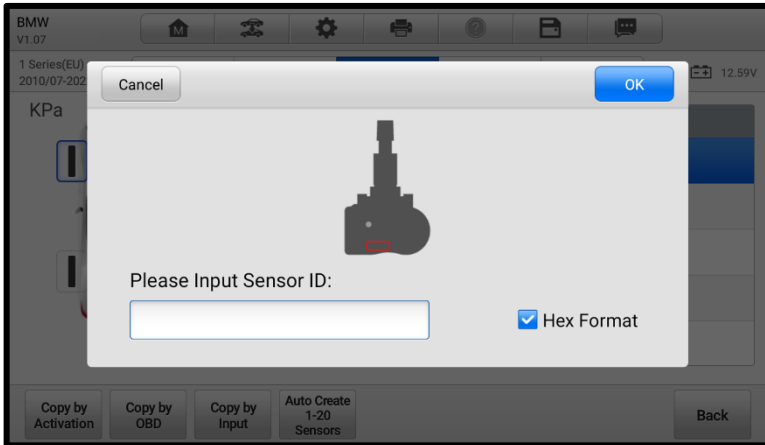 BMW
V1.07
M
?
1 Series(EU)
2010/07-202
12.59V
Cancel
OK
KPa
Please Input Sensor ID:
Hex Format
Copy by
Activation
Copy by
OBD
Copy by
Input
Auto Create
1-20
Sensors
Back